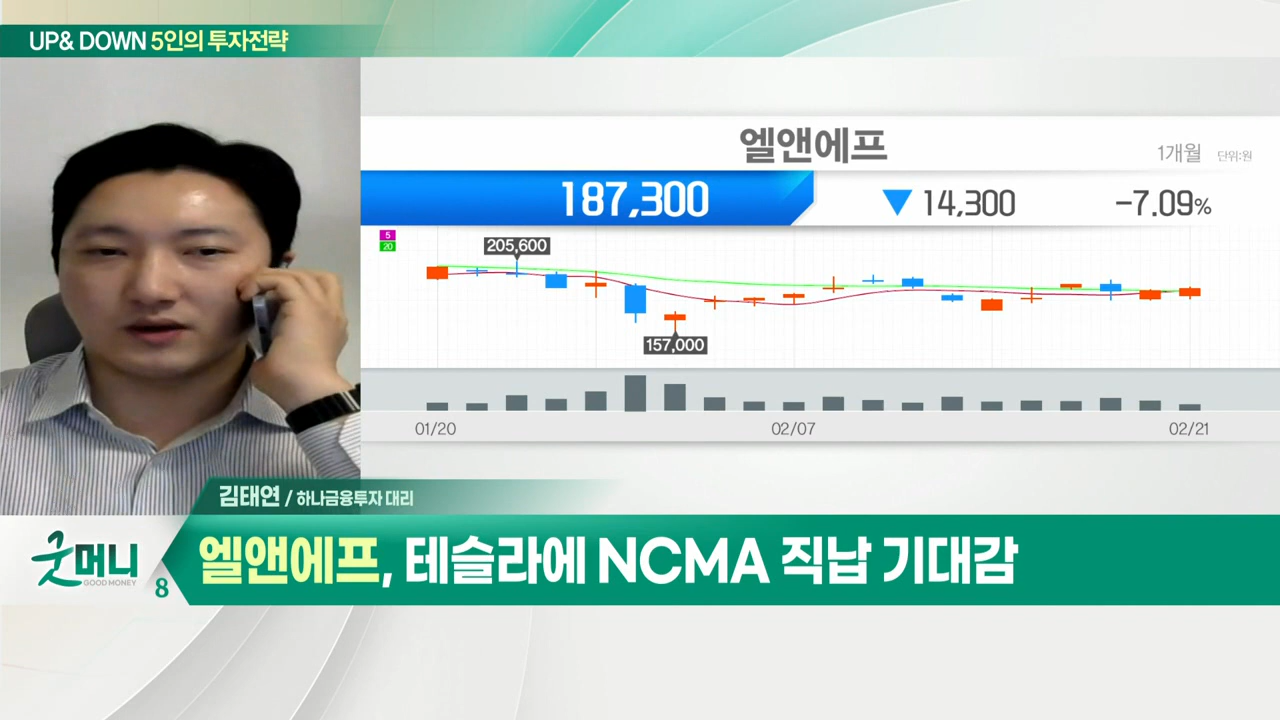 UP& DOWN 5인의 투자전략
엘앤에프
1개월 단위:원
187,300 ▼ 14,300 -7.09%
5
20
205,600
157,000
01/20 02/07 02/21
김태연 / 하나금융투자 대리
굿머니
GOOD MONEY
8
엘앤에프, 테슬라에 NCMA 직납 기대감